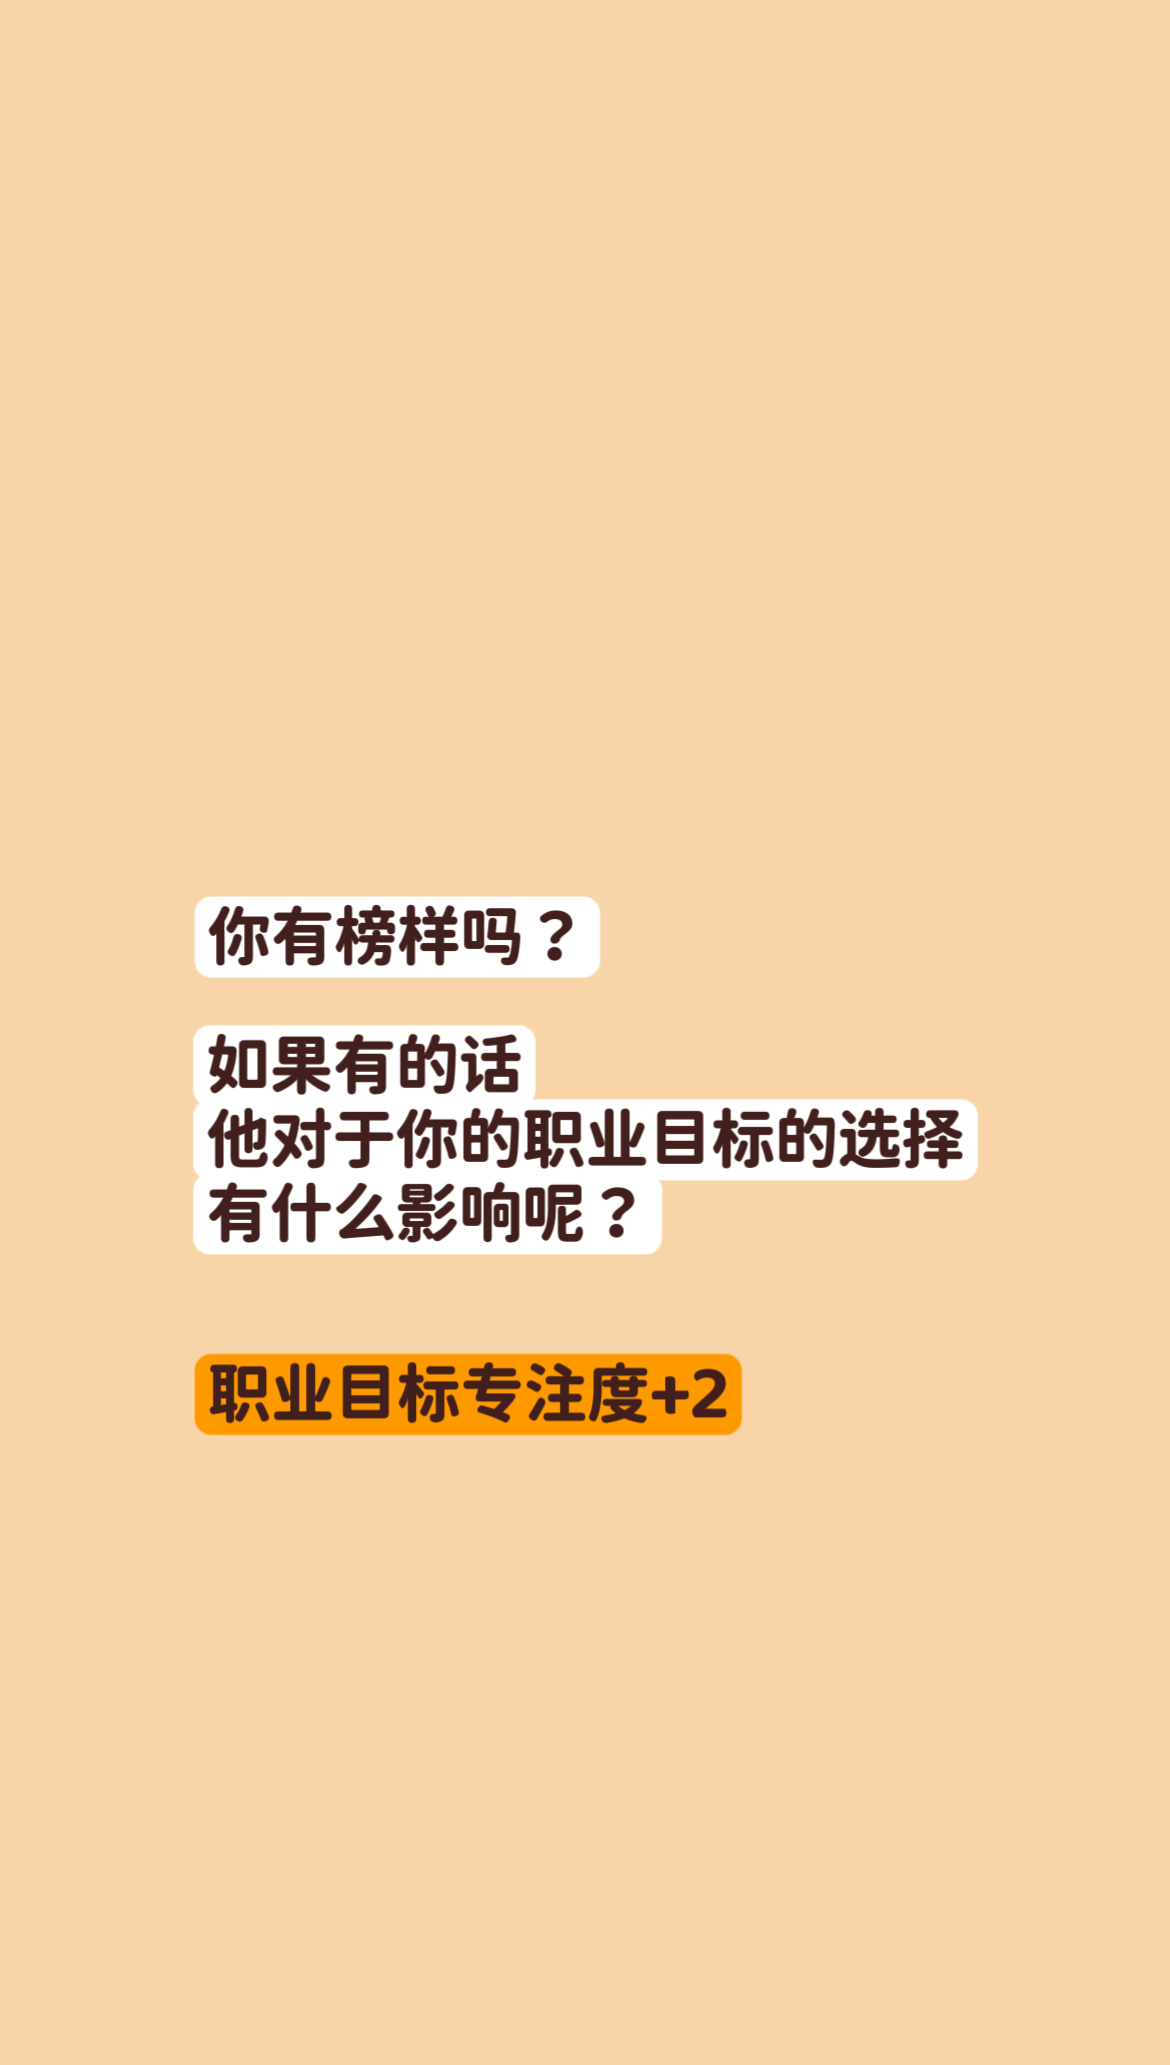 你有榜样吗？
如果有的话
他对于你的职业目标的选择
有什么影响呢？
职业目标专注度+2